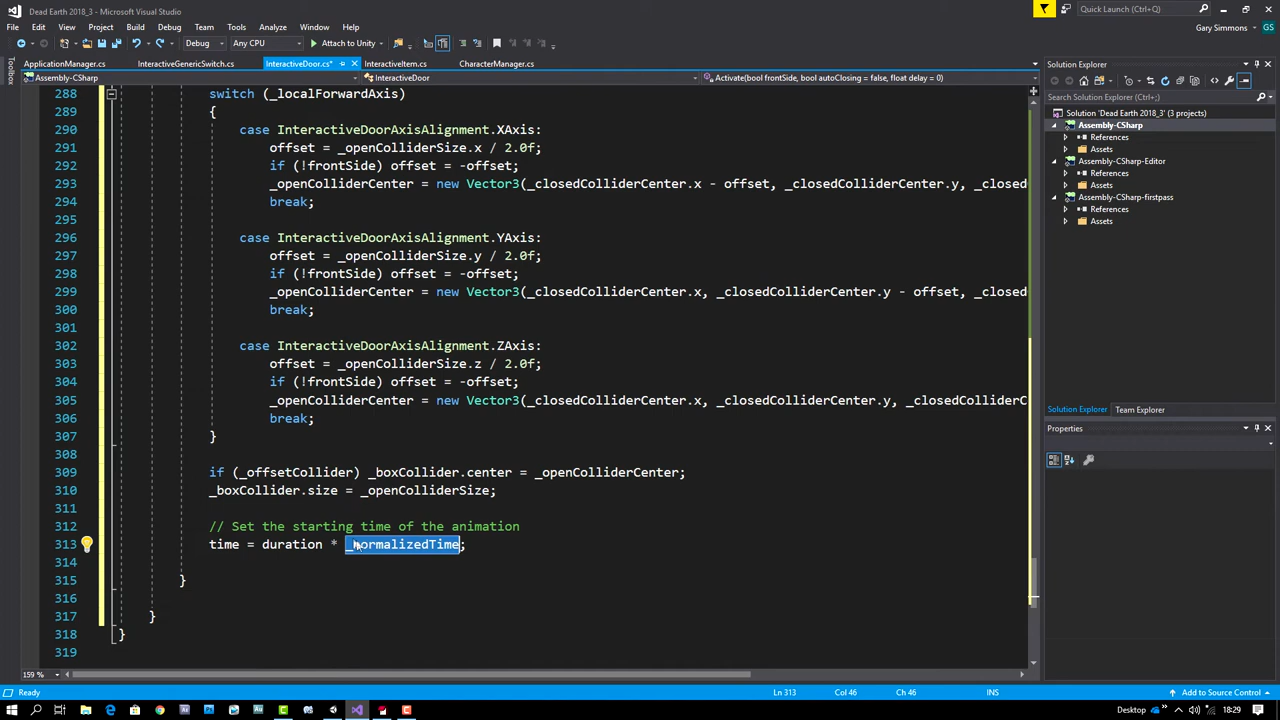 Dead Earth 2018_3 - Microsoft Visual Studio
Quick Launch (Ctrl+Q)
File Edit View Project Build Debug Team Tools Analyze Window Help
Gary Simmons GS
Debug Any CPU Attach to Unity
Toolbox
ApplicationManager.cs InteractiveGenericSwitch.cs InteractiveDoor.cs* InteractiveItem.cs CharacterManager.cs
Assembly-CSharp InteractiveDoor Activate(bool frontSide, bool autoClosing = false, float delay = 0)
288 switch (_localForwardAxis)
289 {
290 case InteractiveDoorAxisAlignment.XAxis:
291 offset = _openColliderSize.x / 2.0f;
292 if (!frontSide) offset = -offset;
293 _openColliderCenter = new Vector3(_closedColliderCenter.x - offset, _closedColliderCenter.y, _closed
294 break;
295
296 case InteractiveDoorAxisAlignment.YAxis:
297 offset = _openColliderSize.y / 2.0f;
298 if (!frontSide) offset = -offset;
299 _openColliderCenter = new Vector3(_closedColliderCenter.x, _closedColliderCenter.y - offset, _closed
300 break;
301
302 case InteractiveDoorAxisAlignment.ZAxis:
303 offset = _openColliderSize.z / 2.0f;
304 if (!frontSide) offset = -offset;
305 _openColliderCenter = new Vector3(_closedColliderCenter.x, _closedColliderCenter.y, _closedColliderC
306 break;
307 }
308
309 if (_offsetCollider) _boxCollider.center = _openColliderCenter;
310 _boxCollider.size = _openColliderSize;
311
312 // Set the starting time of the animation
313 time = duration * _normalizedTime;
314
315 }
316
317 }
318 }
319
159 %
Solution Explorer
Search Solution Explorer (Ctrl+;)
Solution 'Dead Earth 2018_3' (3 projects)
Assembly-CSharp
References
Assets
Assembly-CSharp-Editor
References
Assets
Assembly-CSharp-firstpass
References
Assets
Solution Explorer Team Explorer
Properties
Ready Ln 313 Col 46 Ch 46 INS Add to Source Control
Desktop 18:29